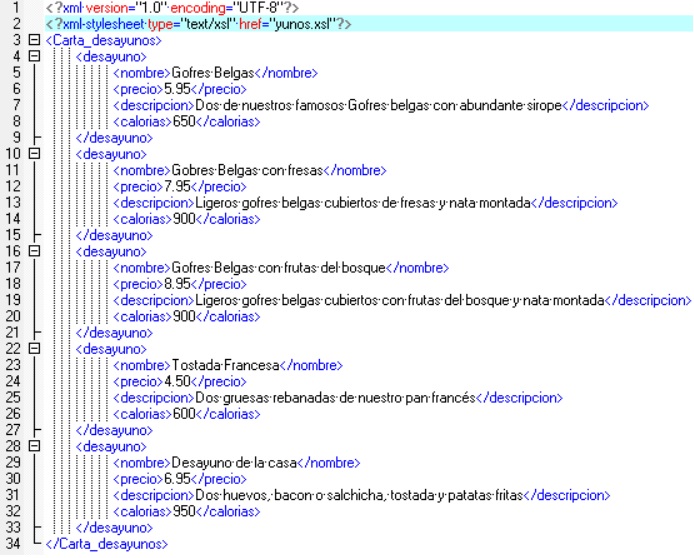 1 <?xml version="1.0" encoding="UTF-8"?>
2 <?xml-stylesheet type="text/xsl" href="yunos.xsl"?>
3 <Carta_desayunos>
4 <desayuno>
5 <nombre>Gofres Belgas</nombre>
6 <precio>5.95</precio>
7 <descripcion>Dos de nuestros famosos Gofres belgas con abundante sirope</descripcion>
8 <calorias>650</calorias>
9 </desayuno>
10 <desayuno>
11 <nombre>Gobres Belgas con fresas</nombre>
12 <precio>7.95</precio>
13 <descripcion>Ligeros gofres belgas cubiertos de fresas y nata montada</descripcion>
14 <calorias>900</calorias>
15 </desayuno>
16 <desayuno>
17 <nombre>Gofres Belgas con frutas del bosque</nombre>
18 <precio>8.95</precio>
19 <descripcion>Ligeros gofres belgas cubiertos con frutas del bosque y nata montada</descripcion>
20 <calorias>900</calorias>
21 </desayuno>
22 <desayuno>
23 <nombre>Tostada Francesa</nombre>
24 <precio>4.50</precio>
25 <descripcion>Dos gruesas rebanadas de nuestro pan francés</descripcion>
26 <calorias>600</calorias>
27 </desayuno>
28 <desayuno>
29 <nombre>Desayuno de la casa</nombre>
30 <precio>6.95</precio>
31 <descripcion>Dos huevos, bacon o salchicha, tostada y patatas fritas</descripcion>
32 <calorias>950</calorias>
33 </desayuno>
34 </Carta_desayunos>